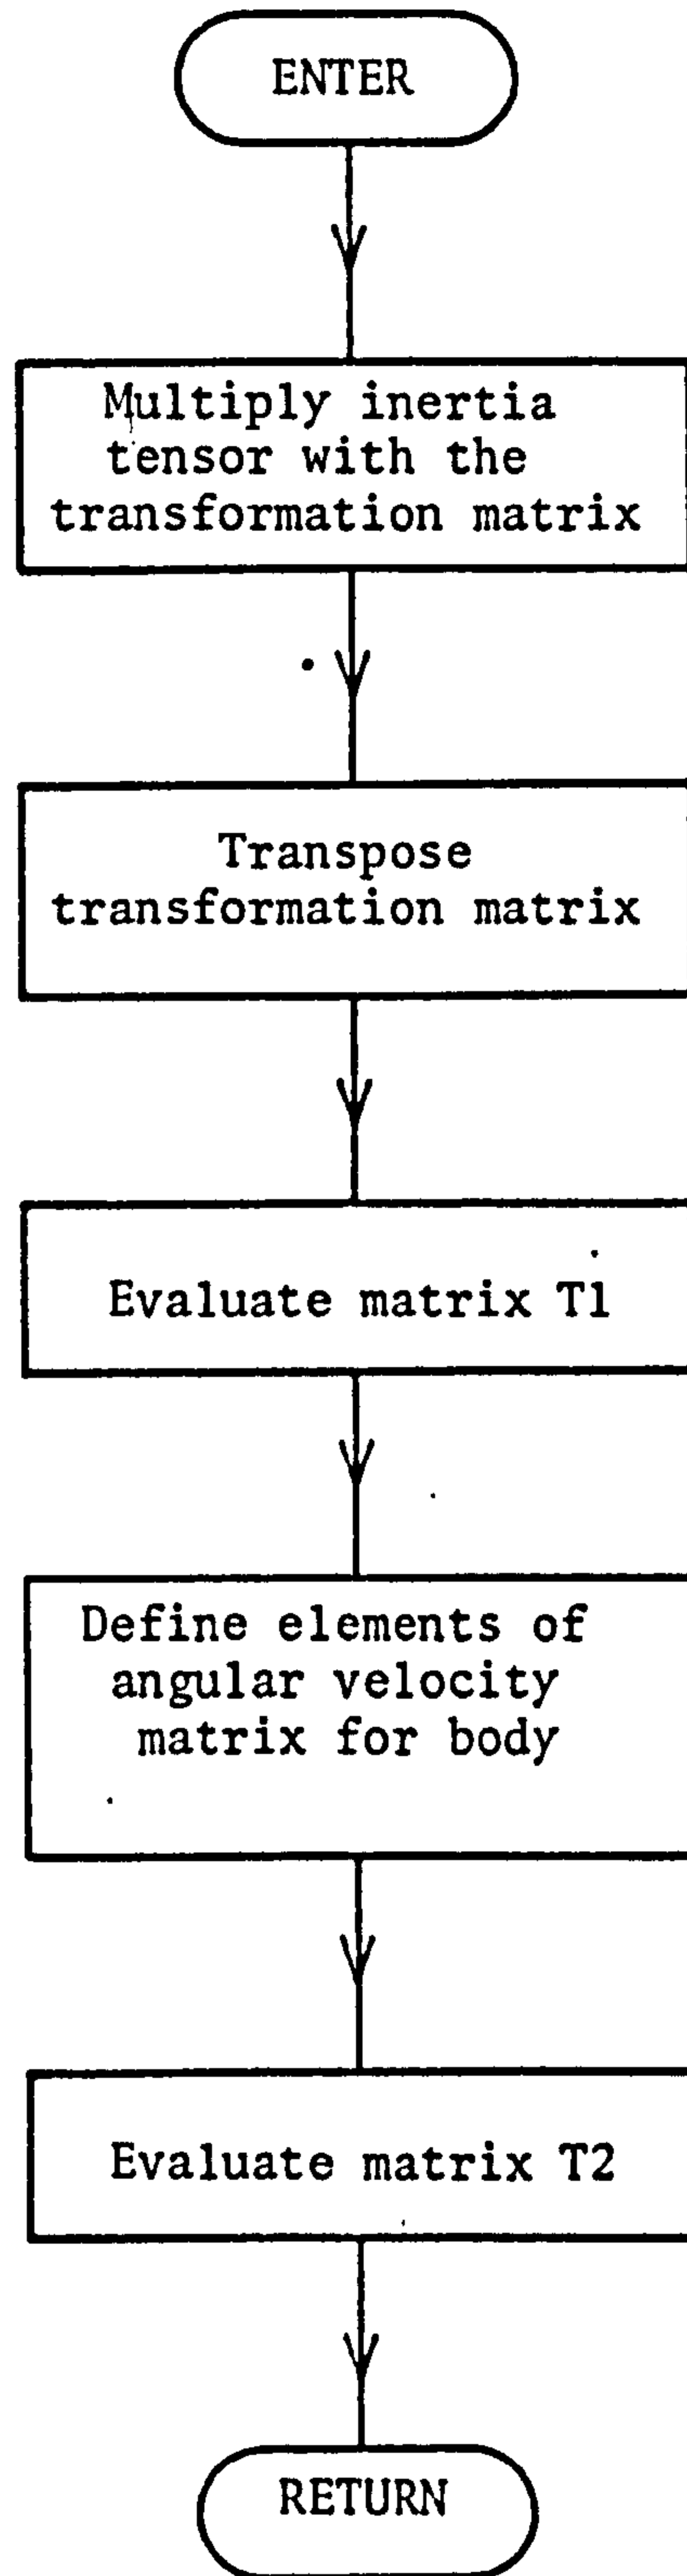 ENTER
Multiply inertia
tensor with the
transformation matrix
Transpose
transformation matrix
Evaluate matrix T1
Define elements of
angular velocity
matrix for body
Evaluate matrix T2
RETURN